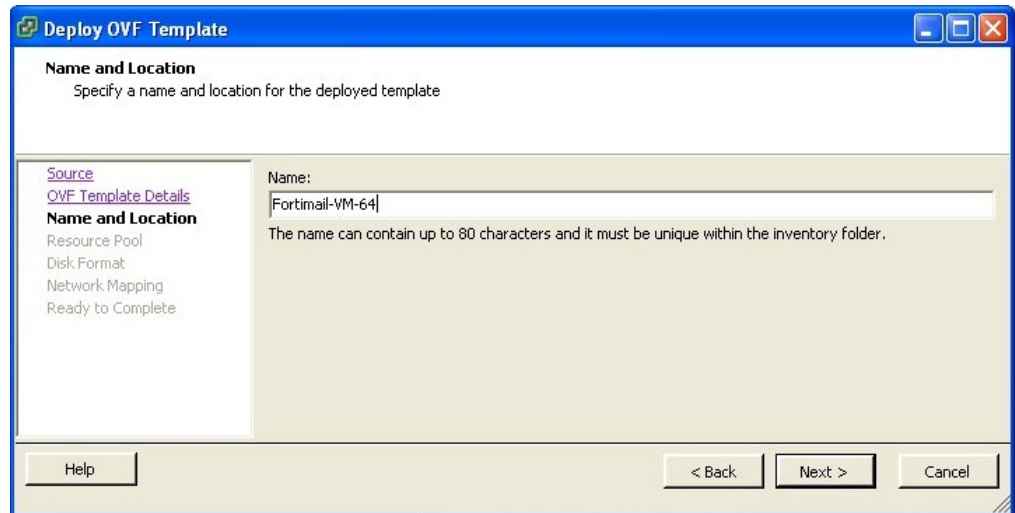 Deploy OVF Template
Name and Location
Specify a name and location for the deployed template
Source
OVF Template Details
Name and Location
Resource Pool
Disk Format
Network Mapping
Ready to Complete
Name:
Fortimail-VM-64
The name can contain up to 80 characters and it must be unique within the inventory folder.
Help
< Back
Next >
Cancel